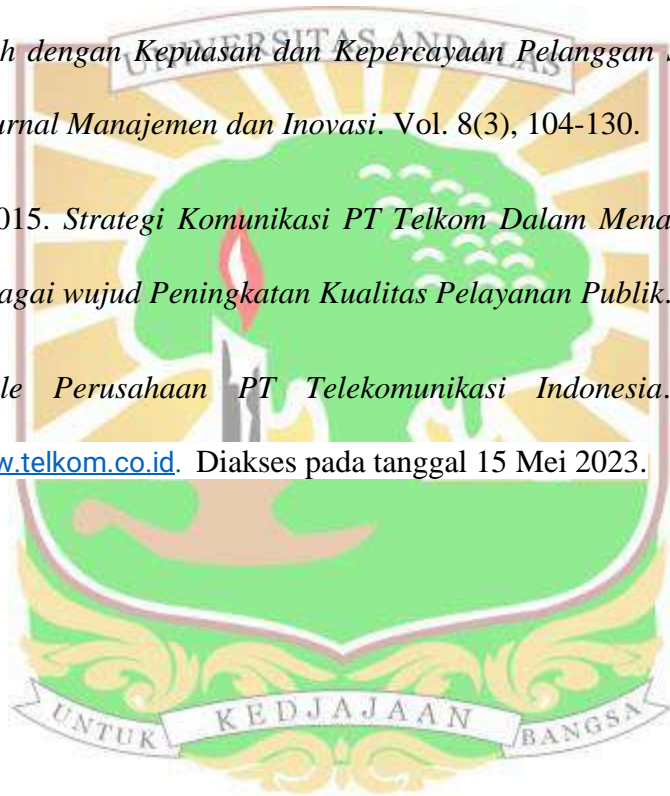 UNIVERSITAS ANDALAS
h dengan Kepuasan dan Kepercayaan Pelanggan
urnal Manajemen dan Inovasi. Vol. 8(3), 104-130.
015. Strategi Komunikasi PT Telkom Dalam Mena
agai wujud Peningkatan Kualitas Pelayanan Publik.
le Perusahaan PT Telekomunikasi Indonesia.
w.telkom.co.id. Diakses pada tanggal 15 Mei 2023.
UNTUK KEDJAJAAN BANGSA